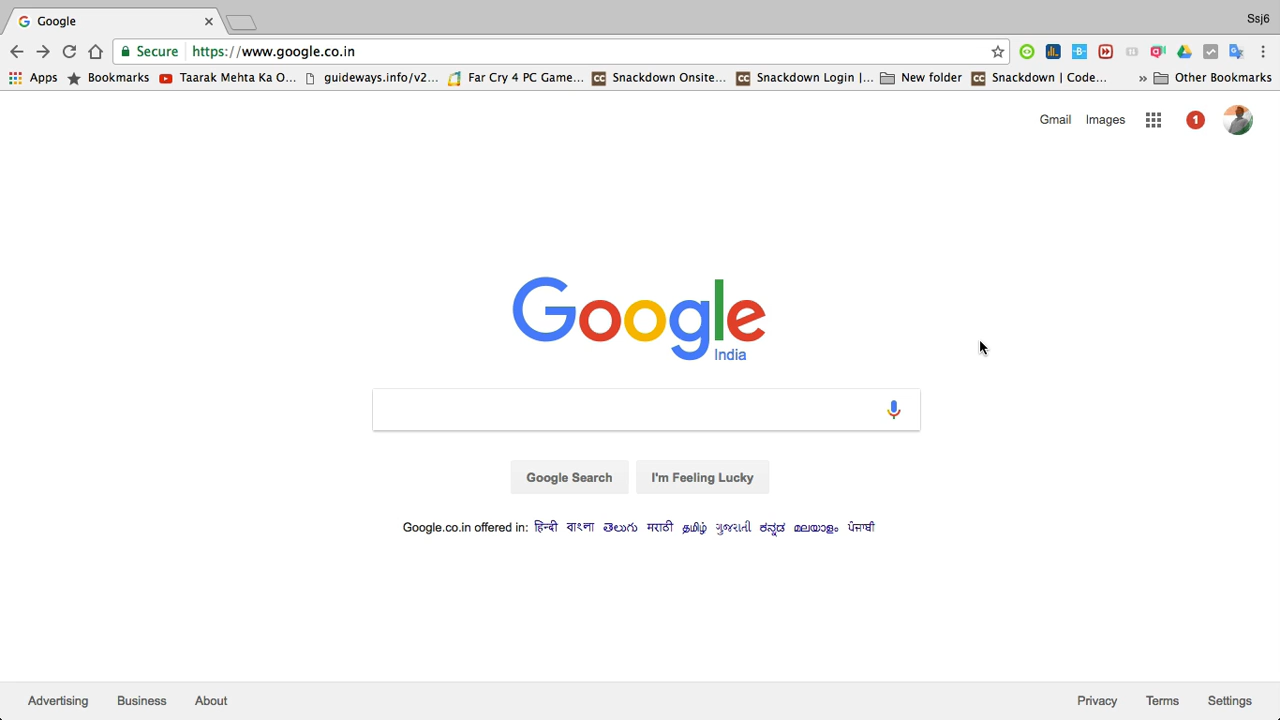 Google
Ssj6
Secure https://www.google.co.in
Apps Bookmarks Taarak Mehta Ka O... guideways.info/v2... Far Cry 4 PC Game... Snackdown Onsite... Snackdown Login |... New folder Snackdown | Code... » Other Bookmarks
Gmail Images 1
Google
India
Google Search I'm Feeling Lucky
Google.co.in offered in: हिन्दी বাংলা తెలుగు मराठी தமிழ் ગુજરાતી ಕನ್ನಡ മലയാളം ਪੰਜਾਬੀ
Advertising Business About Privacy Terms Settings